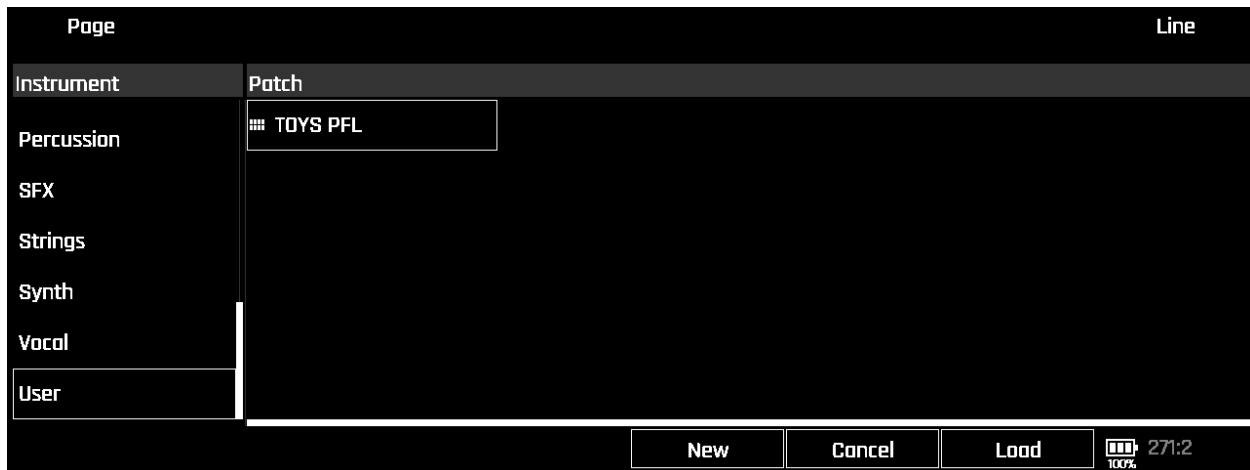 Page Line
Instrument Patch
TOYS PFL
Percussion
SFX
Strings
Synth
Vocal
User
New Cancel Load 271:2
100%